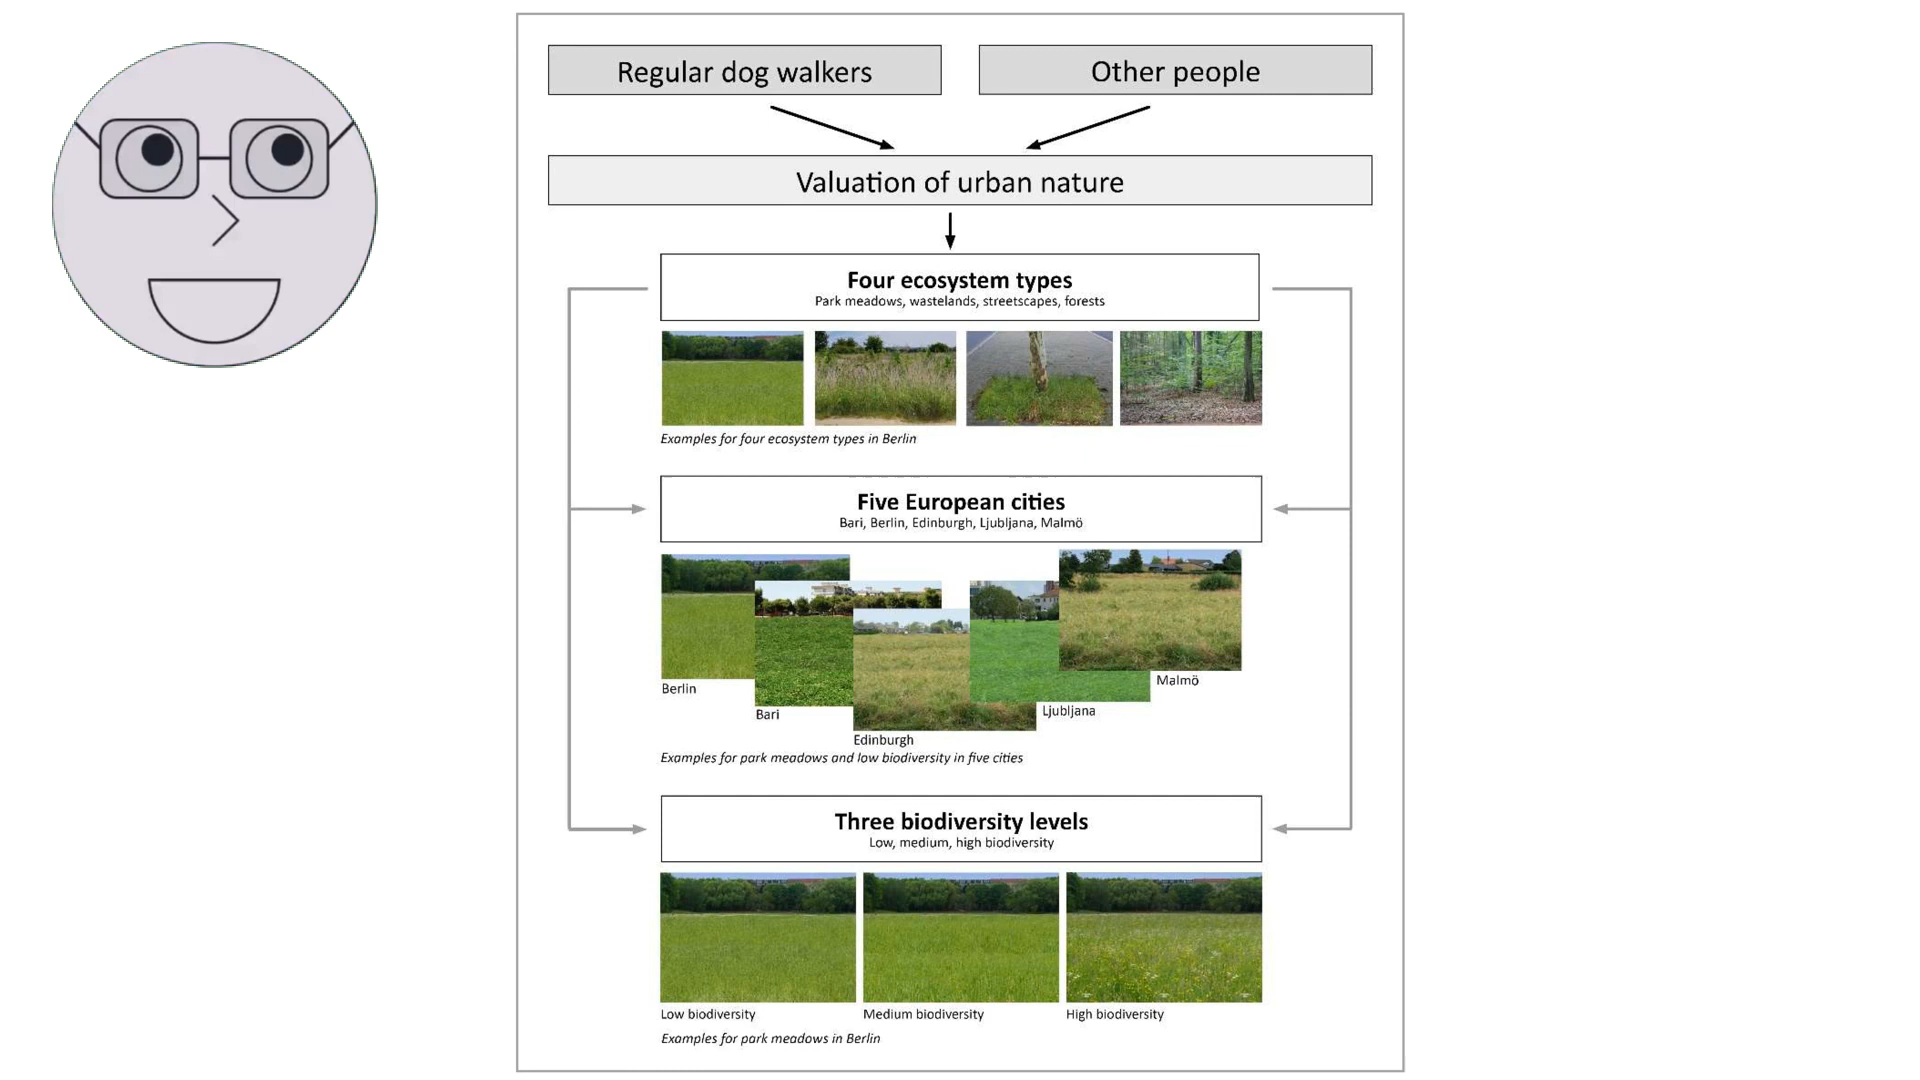 Regular dog walkers
Other people
Valuation of urban nature
Four ecosystem types
Park meadows, wastelands, streetscapes, forests
Examples for four ecosystem types in Berlin
Five European cities
Bari, Berlin, Edinburgh, Ljubljana, Malmö
Berlin
Bari
Edinburgh
Ljubljana
Malmö
Examples for park meadows and low biodiversity in five cities
Three biodiversity levels
Low, medium, high biodiversity
Low biodiversity
Medium biodiversity
High biodiversity
Examples for park meadows in Berlin